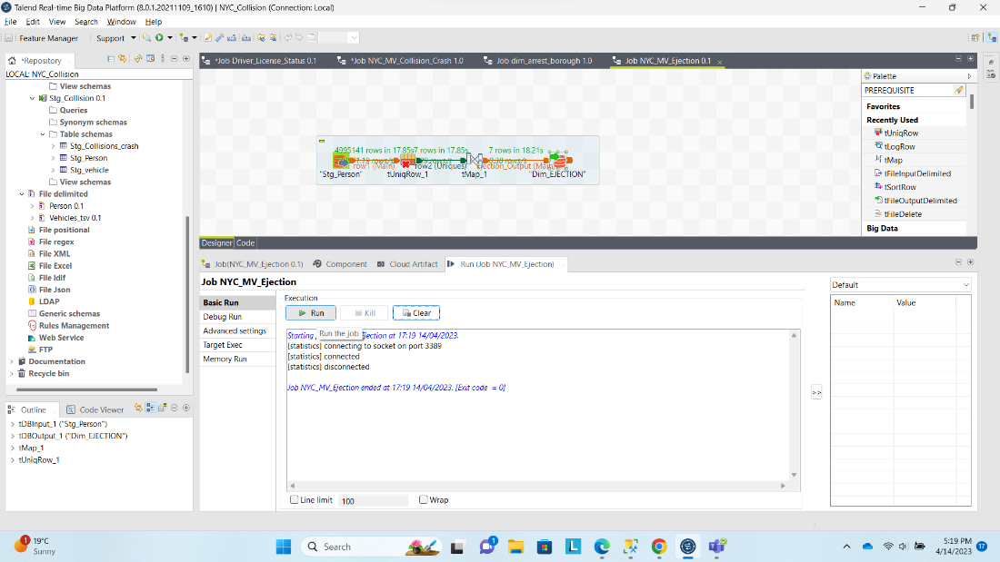 Talend Real-time Big Data Platform (8.0.1.20211109_1610) | NYC_Collision (Connection: Local)
File Edit View Search Window Help
Feature Manager Support
*Repository
LOCAL: NYC_Collision
View schemas
Stg_Collision 0.1
Queries
Synonym schemas
Table schemas
Stg_Collisions_crash
Stg_Person
Stg_vehicle
View schemas
File delimited
Person 0.1
Vehicles_tsv 0.1
File positional
File regex
File XML
File Excel
File ldif
File Json
LDAP
Generic schemas
Rules Management
Web Service
FTP
Documentation
Recycle bin
Outline Code Viewer
tDBInput_1 ("Stg_Person")
tDBOutput_1 ("Dim_EJECTION")
tMap_1
tUniqRow_1
*Job Driver_License_Status 0.1 *Job NYC_MV_Collision_Crash 1.0 Job dim_arrest_borough 1.0 Job NYC_MV_Ejection 0.1
4995141 rows in 17.85s 7 rows in 17.85s 7 rows in 18.21s
row1 (Main) row2 (Uniques) (Main)
"Stg_Person" tUniqRow_1 tMap_1 "Dim_EJECTION"
Palette
PREREQUISITE
Favorites
Recently Used
tUniqRow
tLogRow
tMap
tFileInputDelimited
tSortRow
tFileOutputDelimited
tFileDelete
Big Data
Designer Code
Job(NYC_MV_Ejection 0.1) Component Cloud Artifact Run (Job NYC_MV_Ejection)
Job NYC_MV_Ejection
Basic Run
Debug Run
Advanced settings
Target Exec
Memory Run
Execution
Run Kill Clear
Run the job
Starting jection at 17:19 14/04/2023.
[statistics] connecting to socket on port 3389
[statistics] connected
[statistics] disconnected
Job NYC_MV_Ejection ended at 17:19 14/04/2023. [Exit code = 0]
Line limit 100 Wrap
Default
Name Value
>>
1
19°C
Sunny
Search
1
5:19 PM
4/14/2023
17